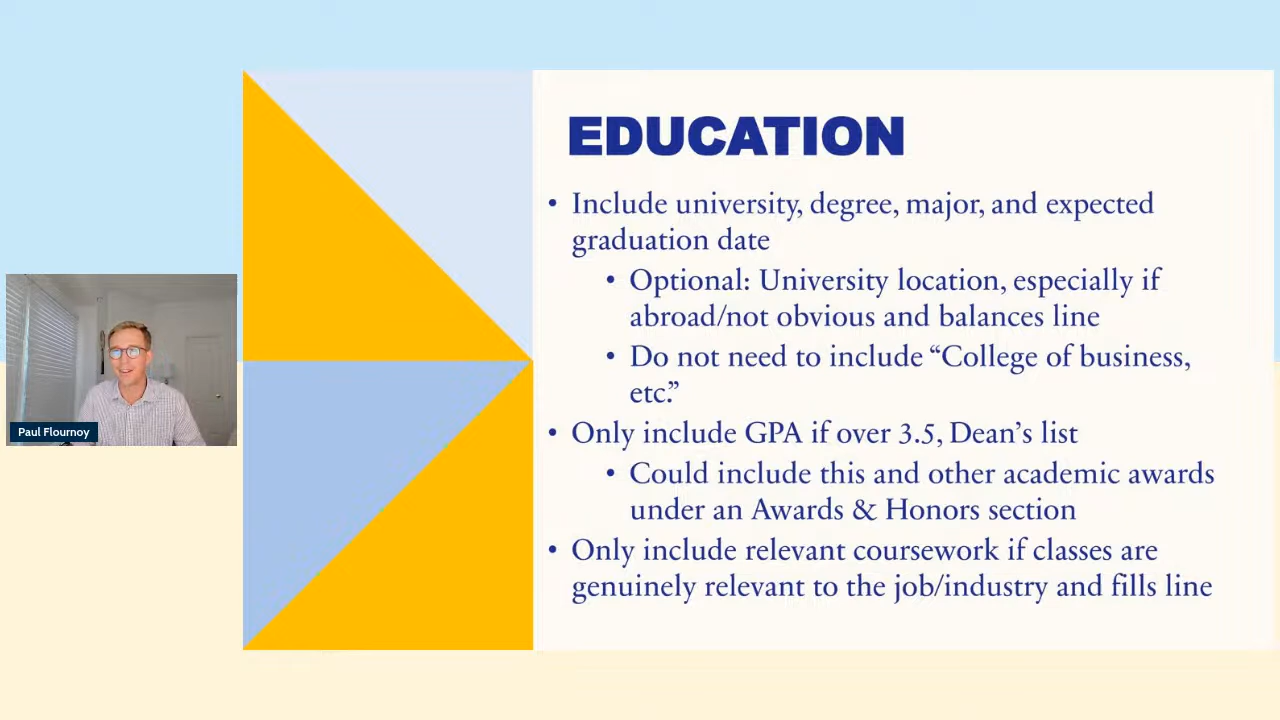 EDUCATION
• Include university, degree, major, and expected
graduation date
• Optional: University location, especially if
abroad/not obvious and balances line
• Do not need to include “College of business,
etc.”
• Only include GPA if over 3.5, Dean’s list
• Could include this and other academic awards
under an Awards & Honors section
• Only include relevant coursework if classes are
genuinely relevant to the job/industry and fills line
Paul Flournoy